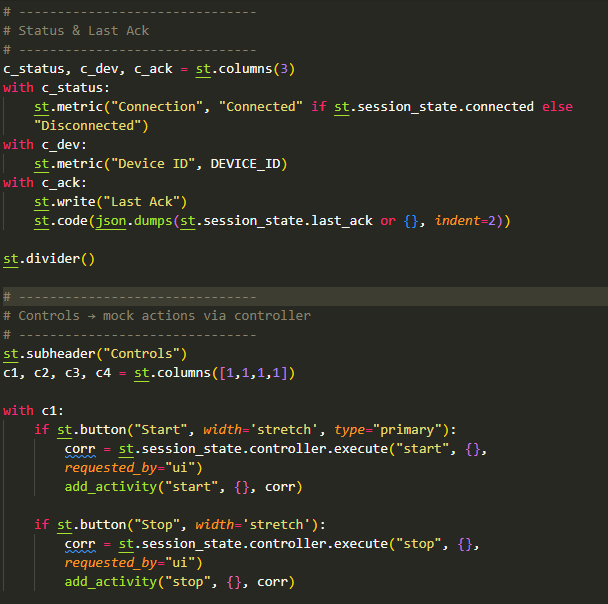 # -------------------------------
# Status & Last Ack
# -------------------------------
c_status, c_dev, c_ack = st.columns(3)
with c_status:
    st.metric("Connection", "Connected" if st.session_state.connected else
    "Disconnected")
with c_dev:
    st.metric("Device ID", DEVICE_ID)
with c_ack:
    st.write("Last Ack")
    st.code(json.dumps(st.session_state.last_ack or {}, indent=2))

st.divider()

# -------------------------------
# Controls → mock actions via controller
# -------------------------------
st.subheader("Controls")
c1, c2, c3, c4 = st.columns([1,1,1,1])

with c1:
    if st.button("Start", width='stretch', type="primary"):
        corr = st.session_state.controller.execute("start", {},
        requested_by="ui")
        add_activity("start", {}, corr)

    if st.button("Stop", width='stretch'):
        corr = st.session_state.controller.execute("stop", {},
        requested_by="ui")
        add_activity("stop", {}, corr)